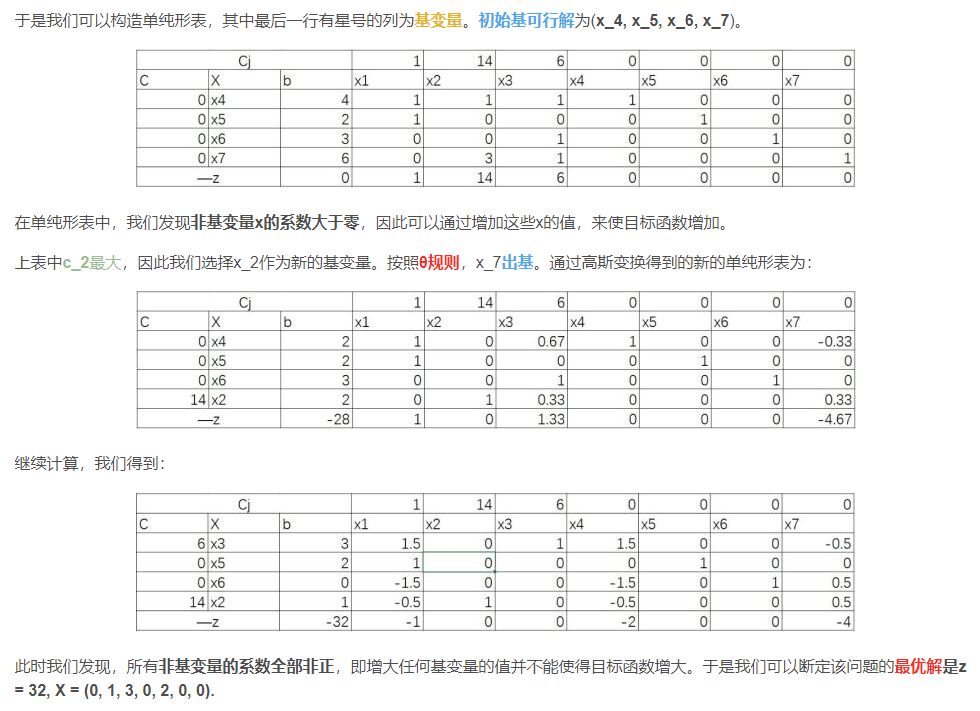 于是我们可以构造单纯形表，其中最后一行有星号的列为基变量。初始基可行解为(x_4, x_5, x_6, x_7)。
Cj 1 14 6 0 0 0 0
C X b x1 x2 x3 x4 x5 x6 x7
0 x4 4 1 1 1 1 0 0 0
0 x5 2 1 0 0 0 1 0 0
0 x6 3 0 0 1 0 0 1 0
0 x7 6 0 3 1 0 0 0 1
—z 0 1 14 6 0 0 0 0
在单纯形表中，我们发现非基变量x的系数大于零，因此可以通过增加这些x的值，来使目标函数增加。
上表中c_2最大，因此我们选择x_2作为新的基变量。按照θ规则，x_7出基。通过高斯变换得到的新的单纯形表为：
Cj 1 14 6 0 0 0 0
C X b x1 x2 x3 x4 x5 x6 x7
0 x4 2 1 0 0.67 1 0 0 -0.33
0 x5 2 1 0 0 0 1 0 0
0 x6 3 0 0 1 0 0 1 0
14 x2 2 0 1 0.33 0 0 0 0.33
—z -28 1 0 1.33 0 0 0 -4.67
继续计算，我们得到：
Cj 1 14 6 0 0 0 0
C X b x1 x2 x3 x4 x5 x6 x7
6 x3 3 1.5 0 1 1.5 0 0 -0.5
0 x5 2 1 0 0 0 1 0 0
0 x6 0 -1.5 0 0 -1.5 0 1 0.5
14 x2 1 -0.5 1 0 -0.5 0 0 0.5
—z -32 -1 0 0 -2 0 0 -4
此时我们发现，所有非基变量的系数全部非正，即增大任何基变量的值并不能使得目标函数增大。于是我们可以断定该问题的最优解是z
= 32, X = (0, 1, 3, 0, 2, 0, 0).